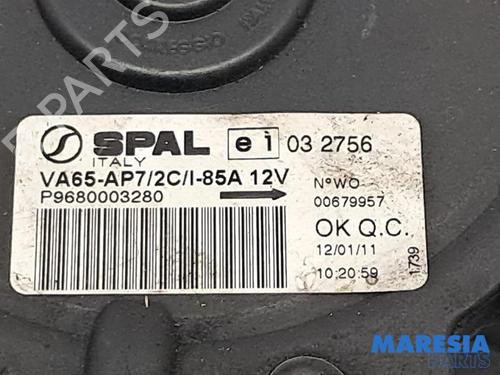 SPAL
ITALY
e1 03 2756
VA65-AP7/2C/I-85A 12V
P9680003280
N°WO
00679957
OK Q.C.
12/01/11
10:20:59
1739
MARESIA
PARTS